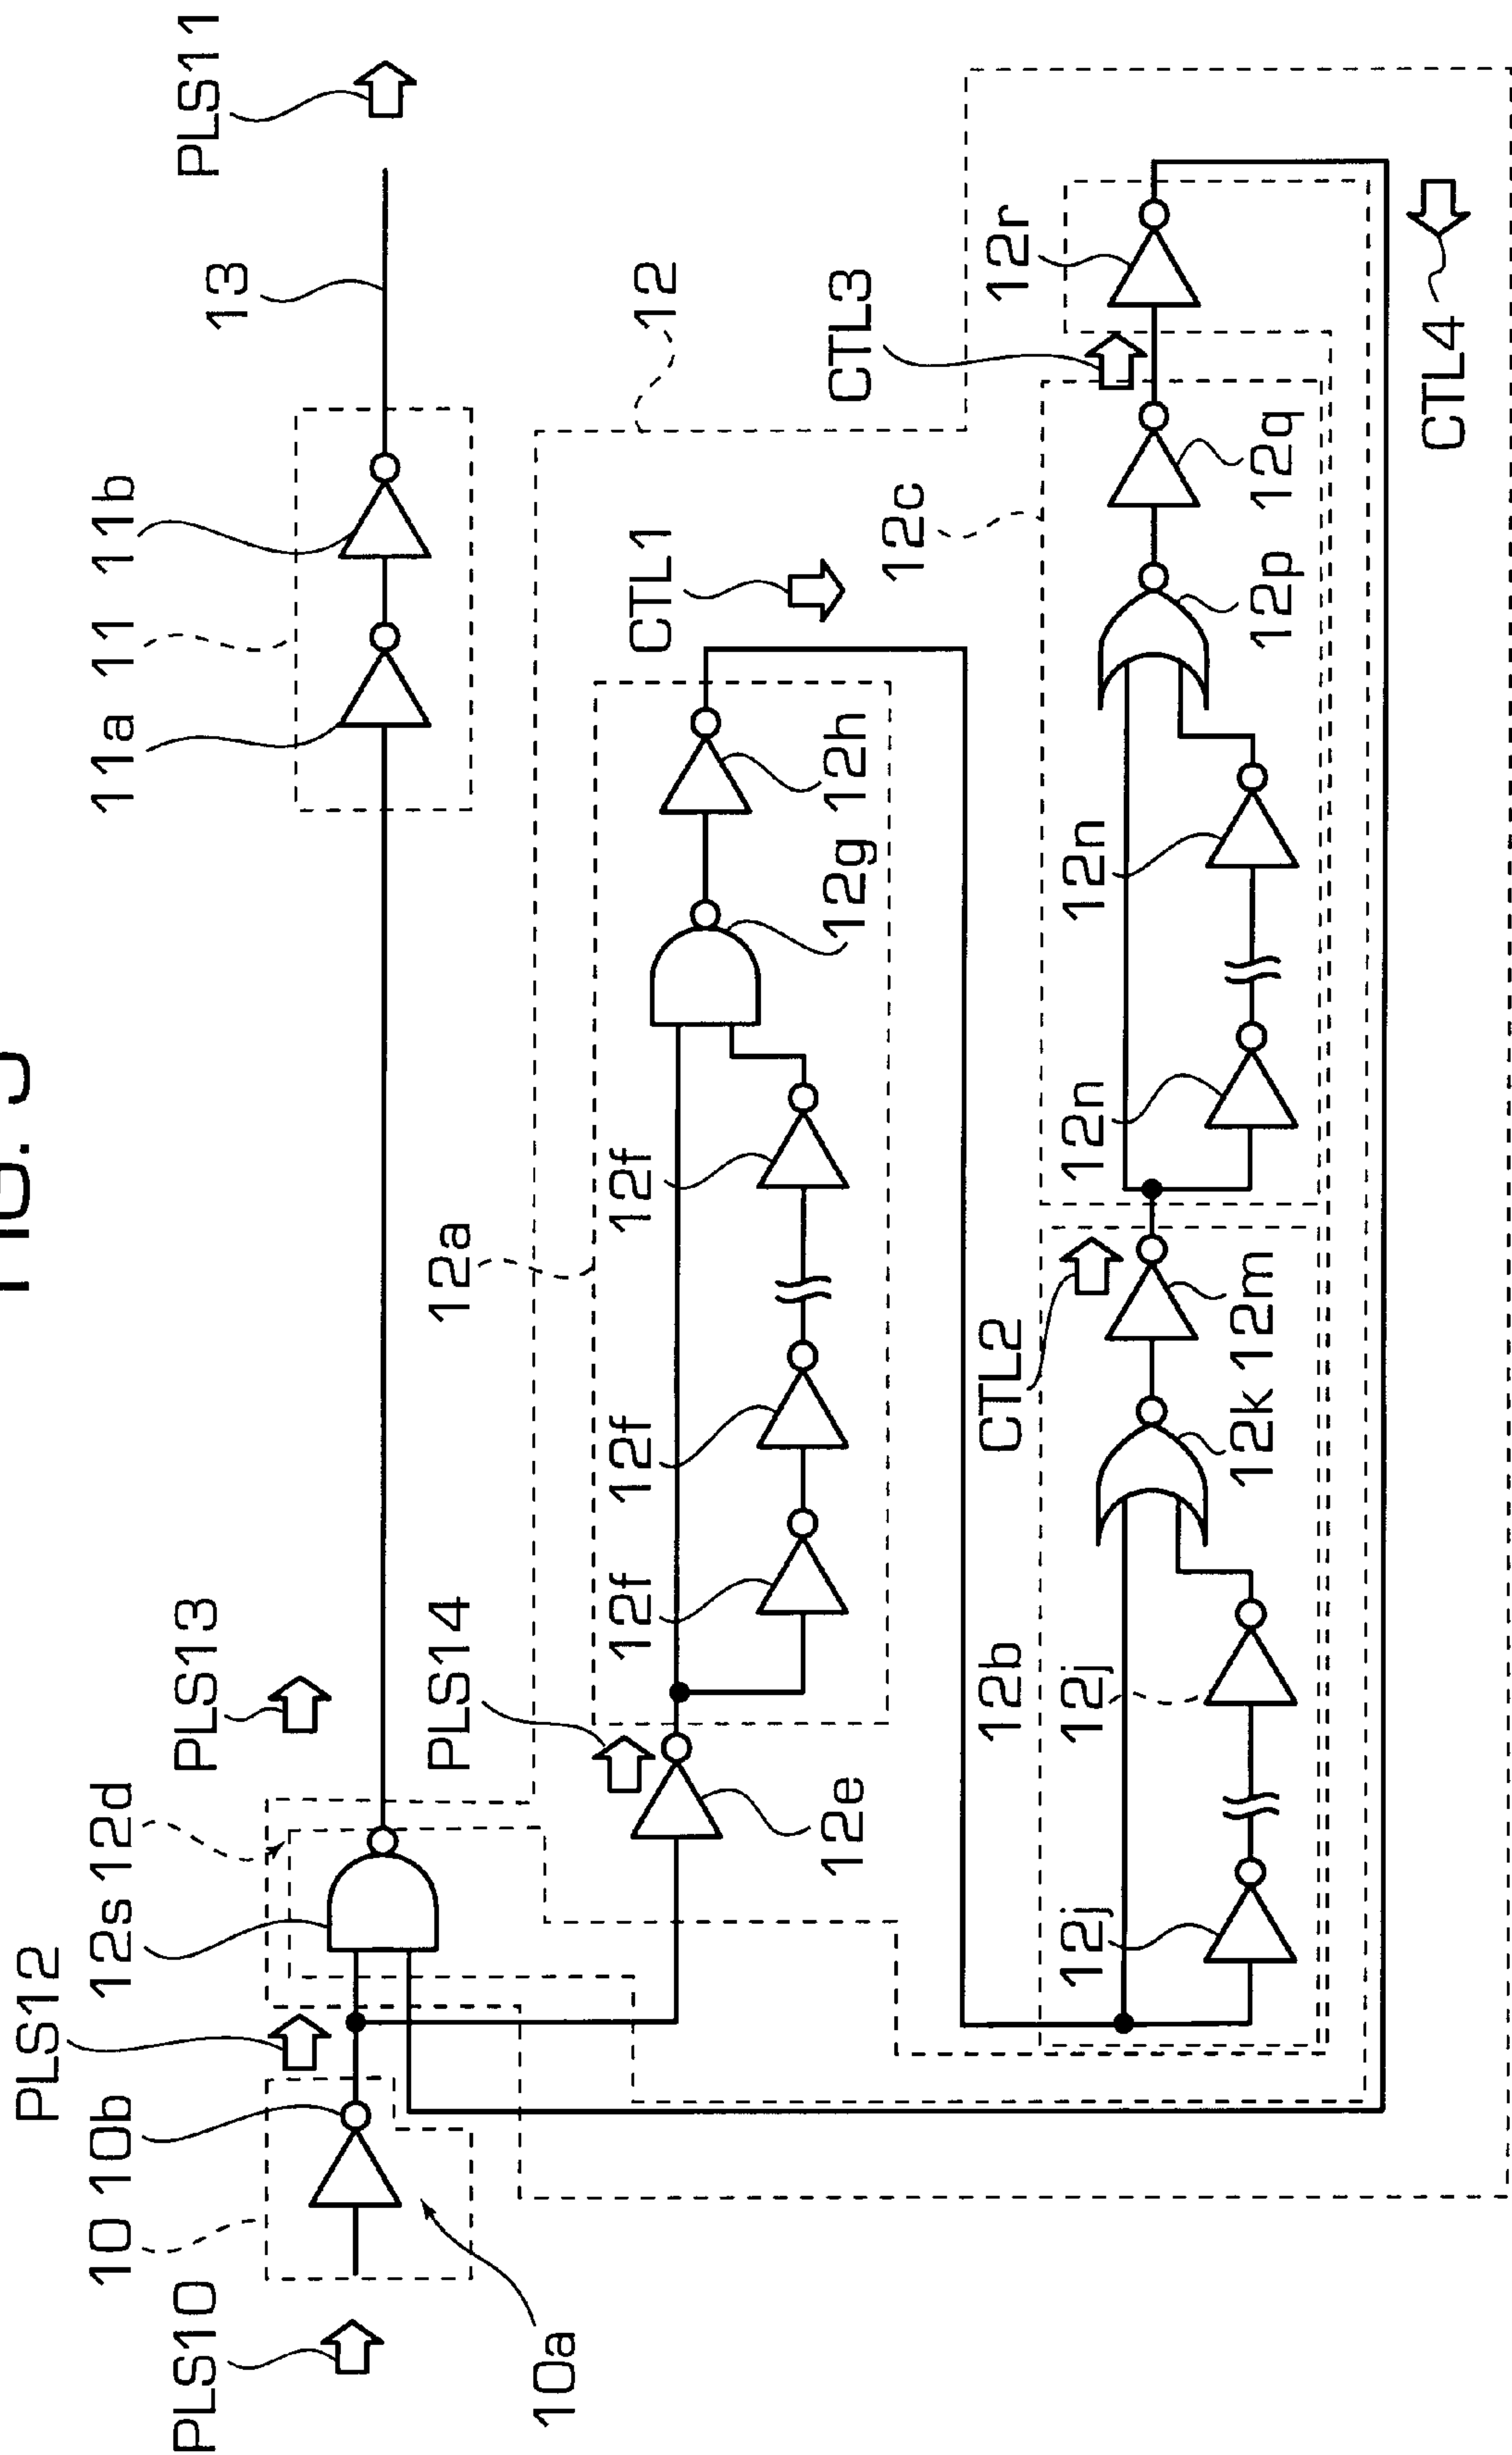 FIG.
PLS12
10 10b 12s 12d 11a 11 11b
PLS10 PLS13 PLS11
13
PLS14 12a
10a
12f 12f 12f CTL1 12
12e 12g 12h CTL3
12c
12b CTL2 12r
12j 12j 12n 12n
12k 12m 12p 12q
CTL4